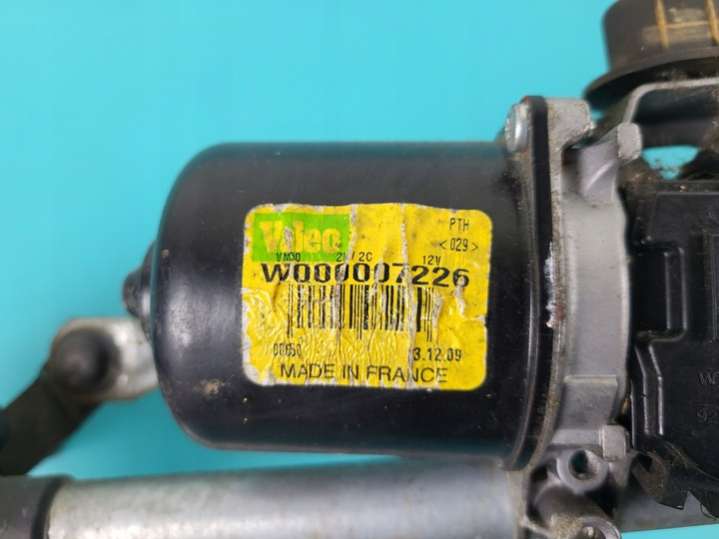 Valeo
PTH
<029>
12V
W000007226
3.12.09
MADE IN FRANCE